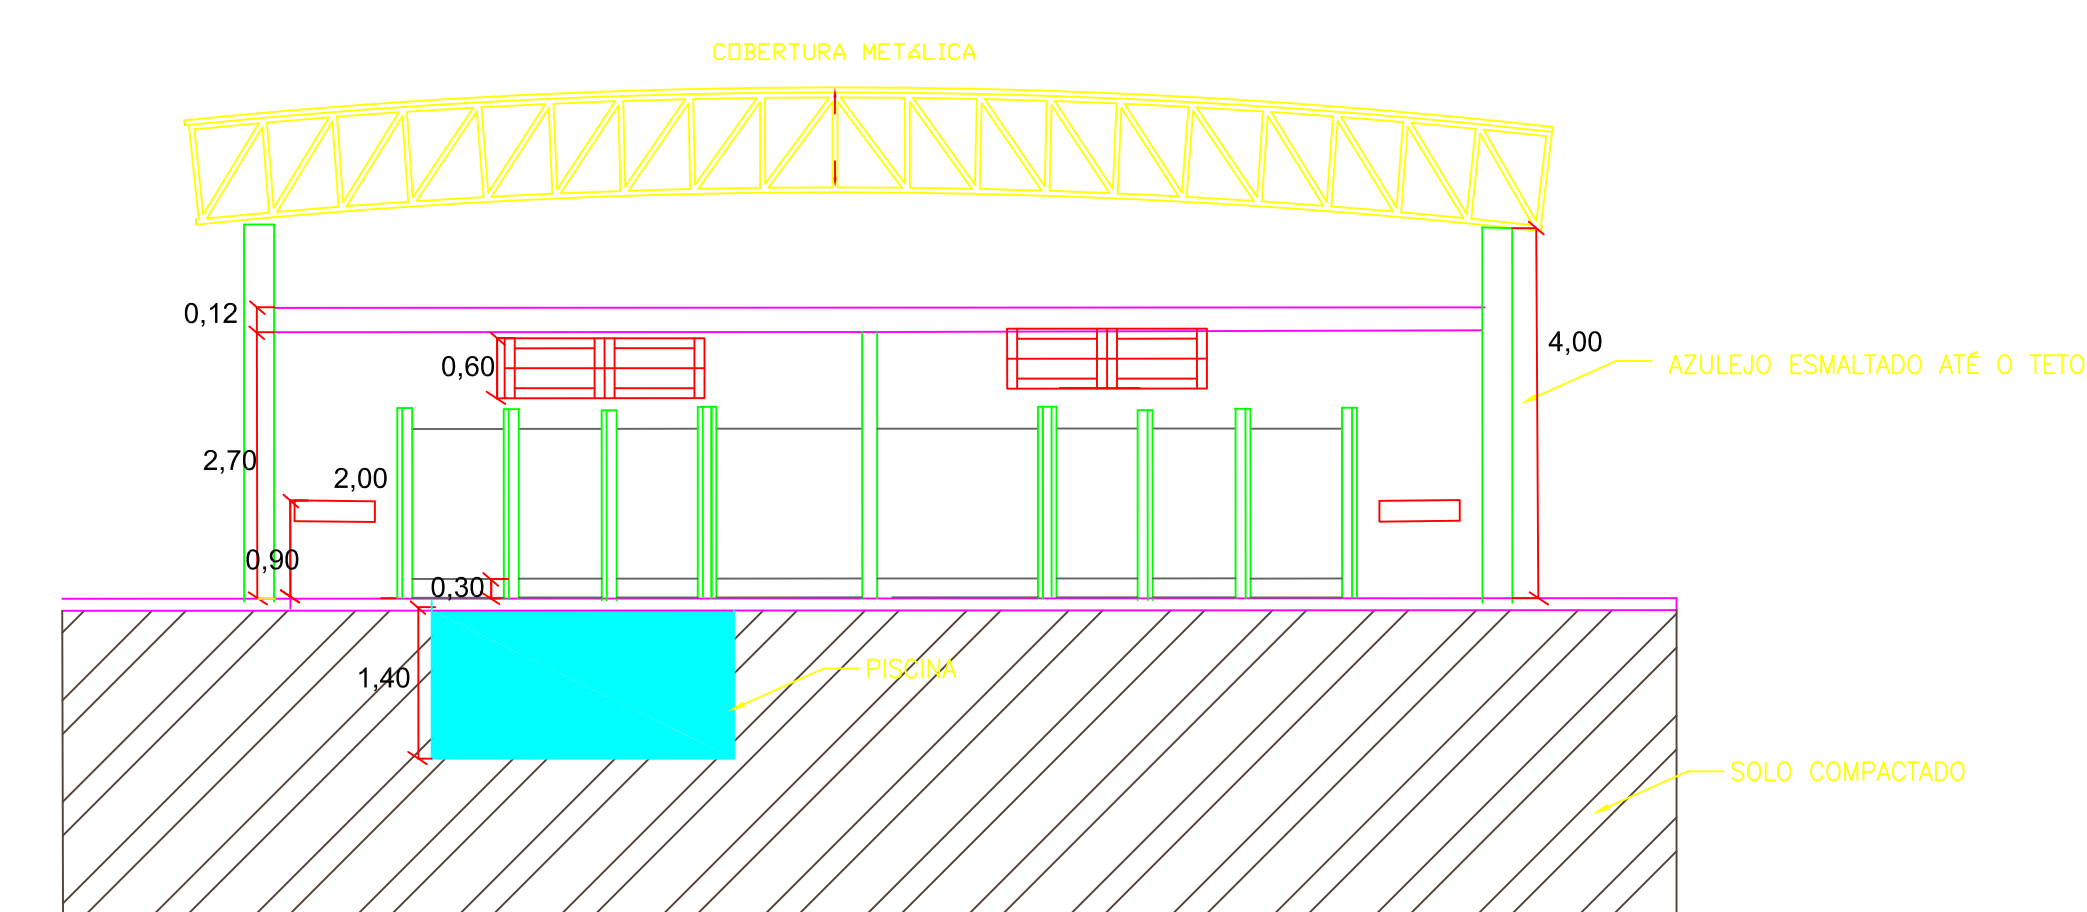 COBERTURA METÁLICA
0,12
4,00
0,60
AZULEJO ESMALTADO ATÉ O TETO
2,70
2,00
0,90
0,30
1,40
PISCINA
SOLO COMPACTADO